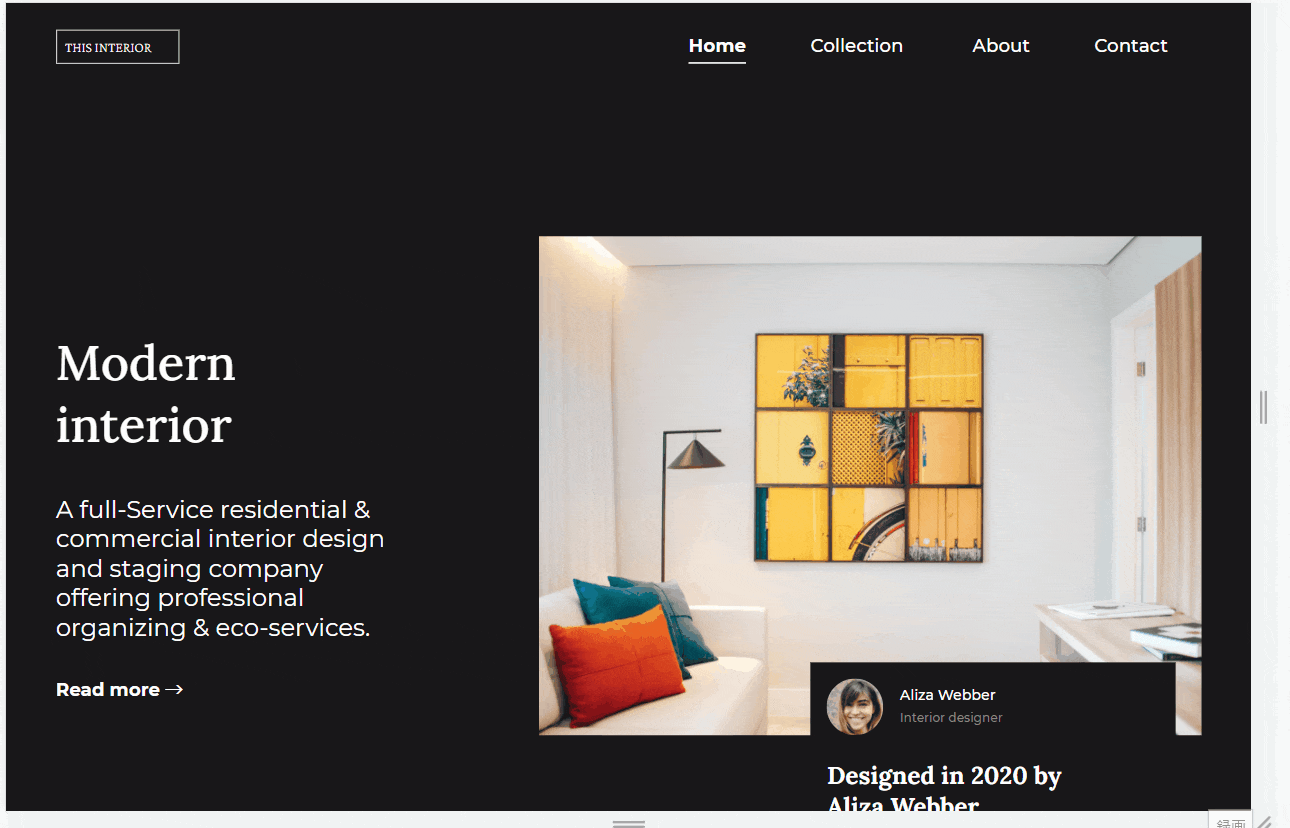 THIS INTERIOR
Home
Collection
About
Contact
Modern
interior
A full-Service residential &
commercial interior design
and staging company
offering professional
organizing & eco-services.
Read more →
Aliza Webber
Interior designer
Designed in 2020 by
Aliza Webber
録画